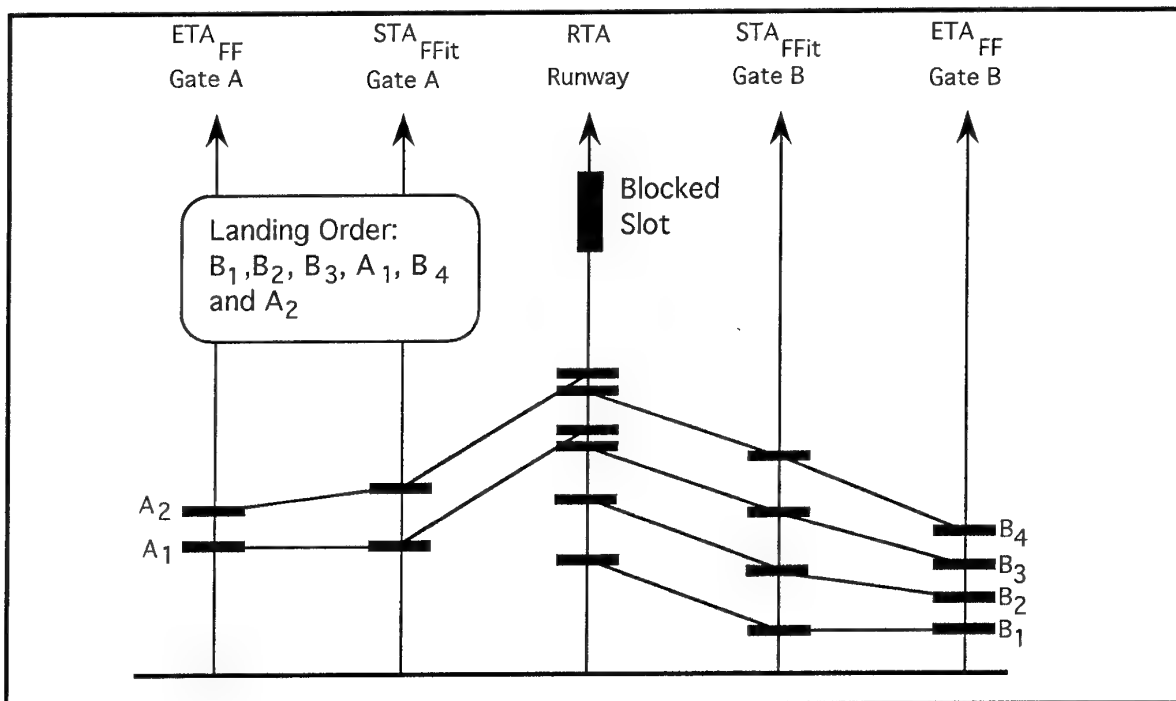 ETA FF Gate A
STA FFit Gate A
RTA Runway
STA FFit Gate B
ETA FF Gate B
Blocked
Slot
Landing Order:
B1,B2, B3, A1, B4
and A2
A2
A1
B4
B3
B2
B1